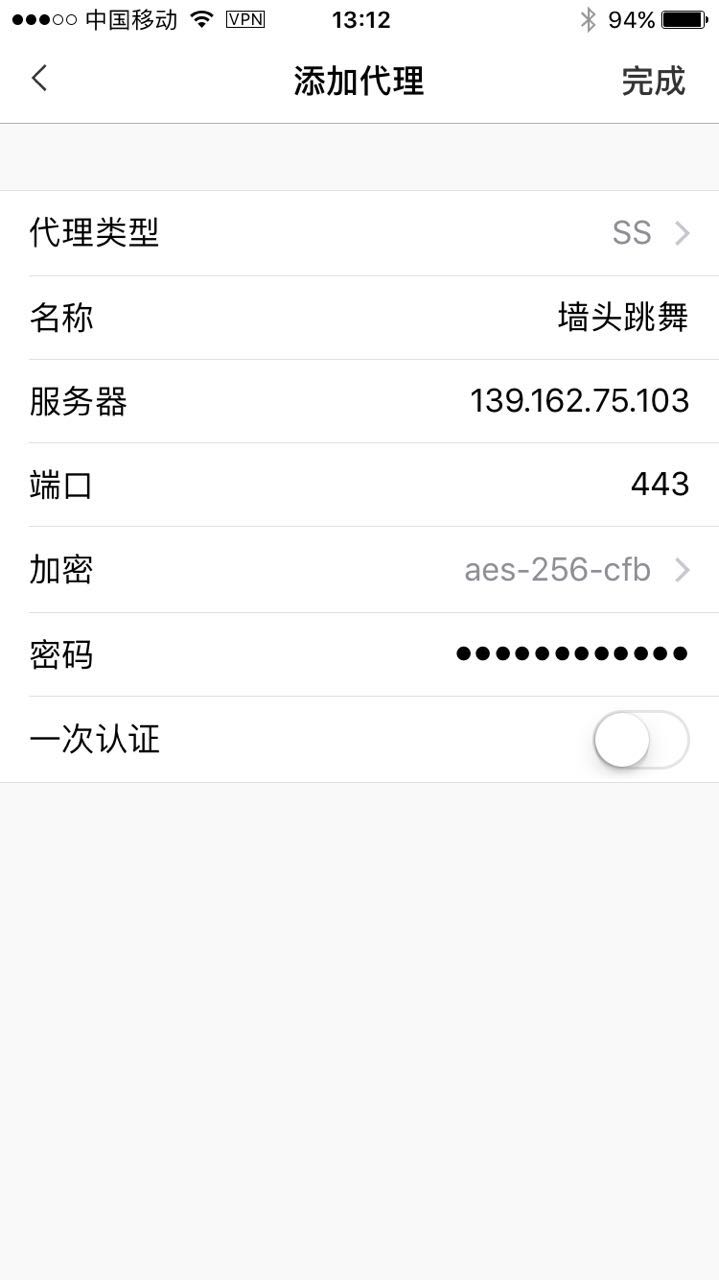 中国移动 VPN 13:12 94%
添加代理 完成
代理类型 SS
名称 墙头跳舞
服务器 139.162.75.103
端口 443
加密 aes-256-cfb
密码 ●●●●●●●●●●●●
一次认证